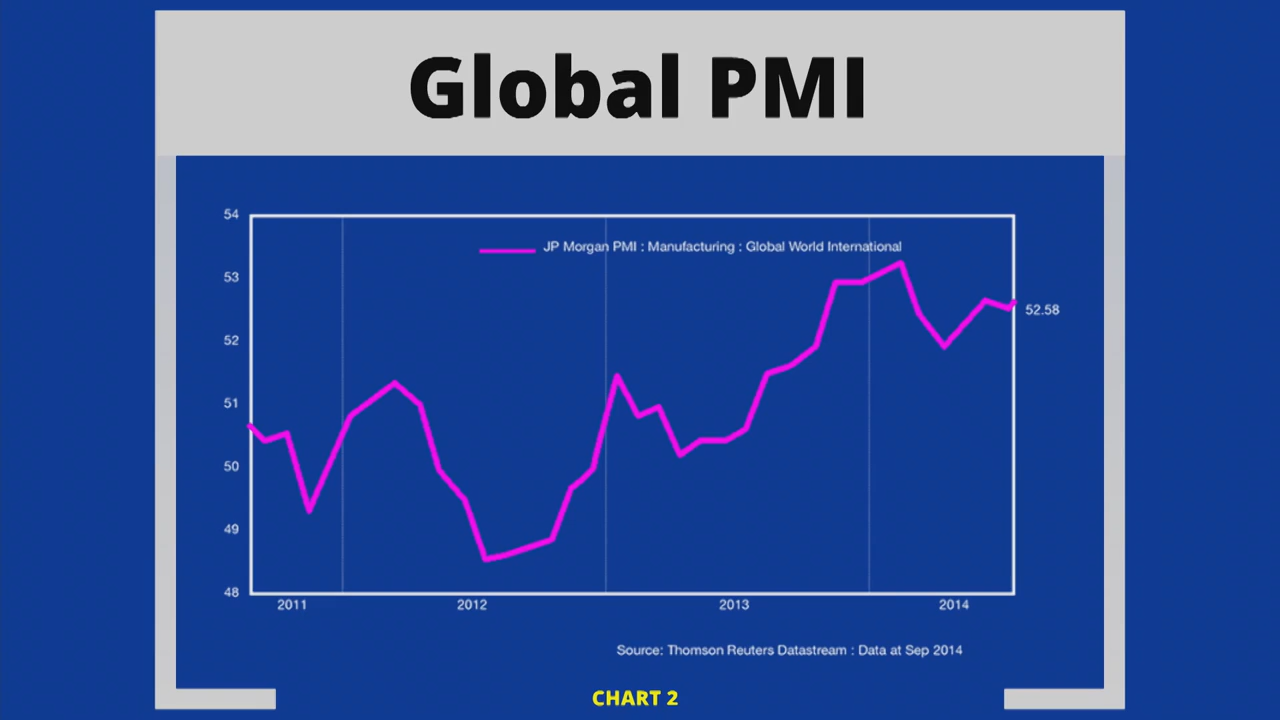 Global PMI
JP Morgan PMI : Manufacturing : Global World International
54
53
52
51
50
49
48
52.58
2011 2012 2013 2014
Source: Thomson Reuters Datastream : Data at Sep 2014
CHART 2